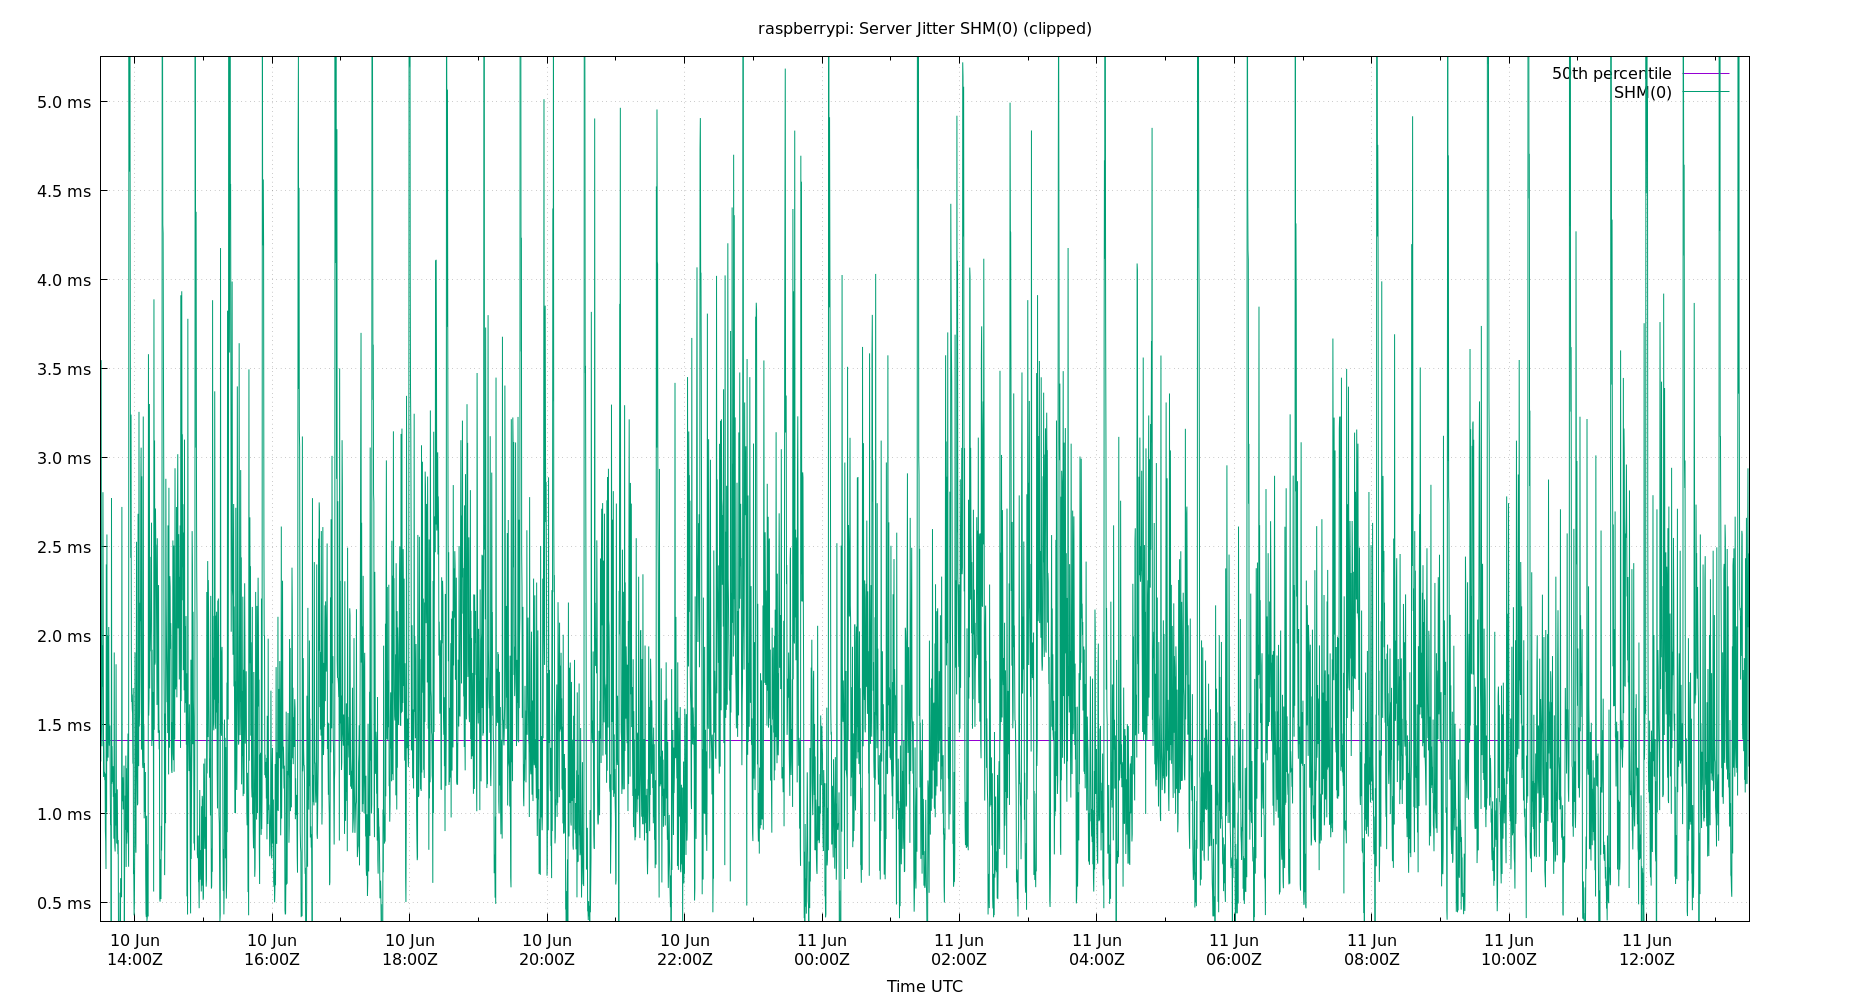 raspberrypi: Server Jitter SHM(0) (clipped)
50th percentile
SHM(0)
5.0 ms
4.5 ms
4.0 ms
3.5 ms
3.0 ms
2.5 ms
2.0 ms
1.5 ms
1.0 ms
0.5 ms
10 Jun 10 Jun 10 Jun 10 Jun 10 Jun 11 Jun 11 Jun 11 Jun 11 Jun 11 Jun 11 Jun 11 Jun
14:00Z 16:00Z 18:00Z 20:00Z 22:00Z 00:00Z 02:00Z 04:00Z 06:00Z 08:00Z 10:00Z 12:00Z
Time UTC